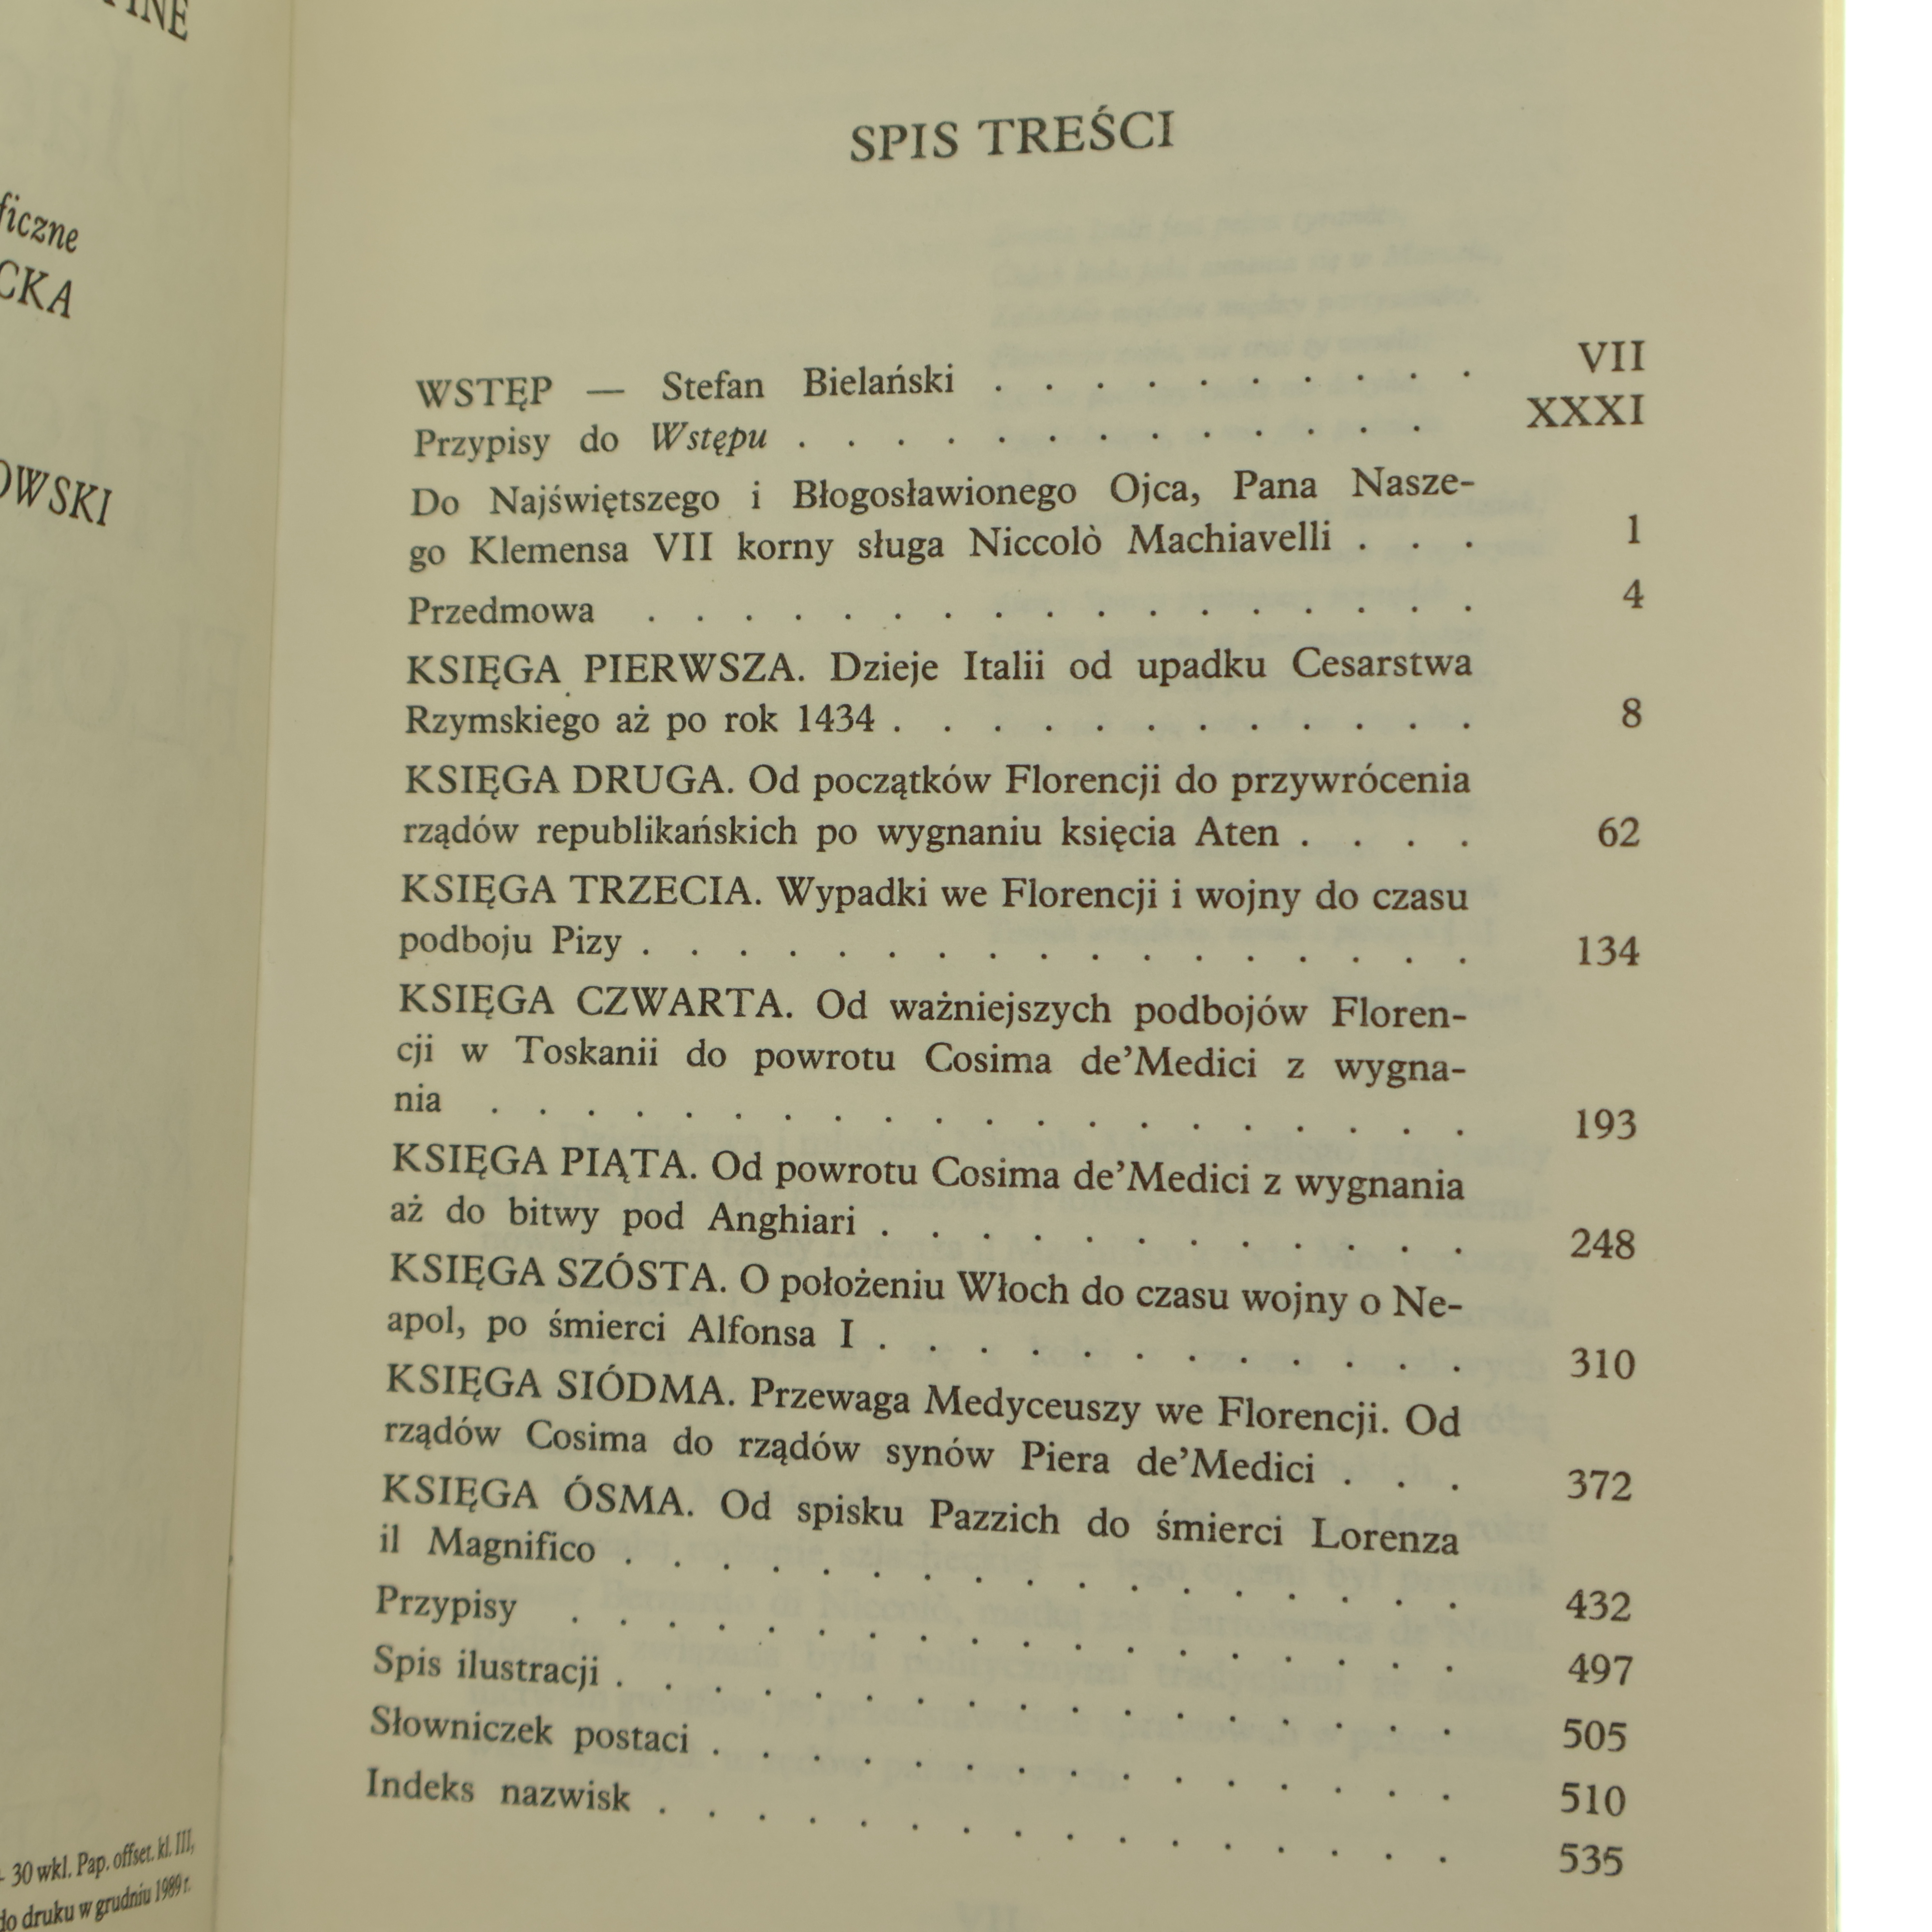 ficzne
CKA
OWSKI
30 wkl. Pap. offset. kl. III,
do druku w grudniu 1989 r.
SPIS TREŚCI
WSTĘP — Stefan Bielański . . . . . . . . . . VII
Przypisy do Wstępu . . . . . . . . . . . . . XXXI
Do Najświętszego i Błogosławionego Ojca, Pana Nasze-
go Klemensa VII korny sługa Niccolò Machiavelli . . . 1
Przedmowa . . . . . . . . . . . . . . . . . 4
KSIĘGA PIERWSZA. Dzieje Italii od upadku Cesarstwa
Rzymskiego aż po rok 1434 . . . . . . . . . . . . 8
KSIĘGA DRUGA. Od początków Florencji do przywrócenia
rządów republikańskich po wygnaniu księcia Aten . . . . 62
KSIĘGA TRZECIA. Wypadki we Florencji i wojny do czasu
podboju Pizy . . . . . . . . . . . . . . . . . 134
KSIĘGA CZWARTA. Od ważniejszych podbojów Floren-
cji w Toskanii do powrotu Cosima de’Medici z wygna-
nia . . . . . . . . . . . . . . . . . . . . 193
KSIĘGA PIĄTA. Od powrotu Cosima de’Medici z wygnania
aż do bitwy pod Anghiari . . . . . . . . . . . . 248
KSIĘGA SZÓSTA. O położeniu Włoch do czasu wojny o Ne-
apol, po śmierci Alfonsa I . . . . . . . . . . . . 310
KSIĘGA SIÓDMA. Przewaga Medyceuszy we Florencji. Od
rządów Cosima do rządów synów Piera de’Medici . . . 372
KSIĘGA ÓSMA. Od spisku Pazzich do śmierci Lorenza
il Magnifico . . . . . . . . . . . . . . . . . 432
Przypisy . . . . . . . . . . . . . . . . . . 497
Spis ilustracji . . . . . . . . . . . . . . . . . 505
Słowniczek postaci . . . . . . . . . . . . . . . 510
Indeks nazwisk . . . . . . . . . . . . . . . . 535